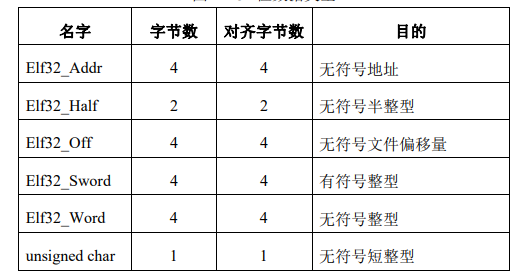 名字 字节数 对齐字节数 目的
Elf32_Addr 4 4 无符号地址
Elf32_Half 2 2 无符号半整型
Elf32_Off 4 4 无符号文件偏移量
Elf32_Sword 4 4 有符号整型
Elf32_Word 4 4 无符号整型
unsigned char 1 1 无符号短整型